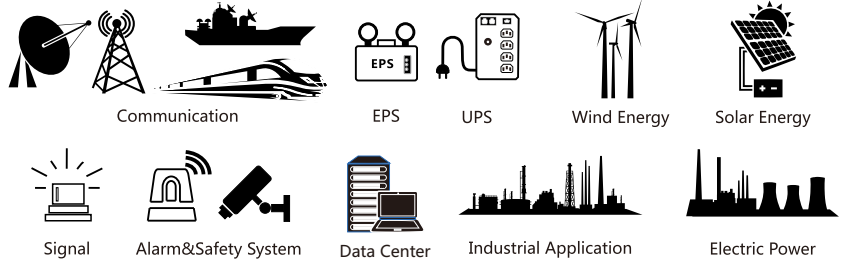 EPS
Communication
EPS
UPS
Wind Energy
Solar Energy
Signal
Alarm&Safety System
Data Center
Industrial Application
Electric Power